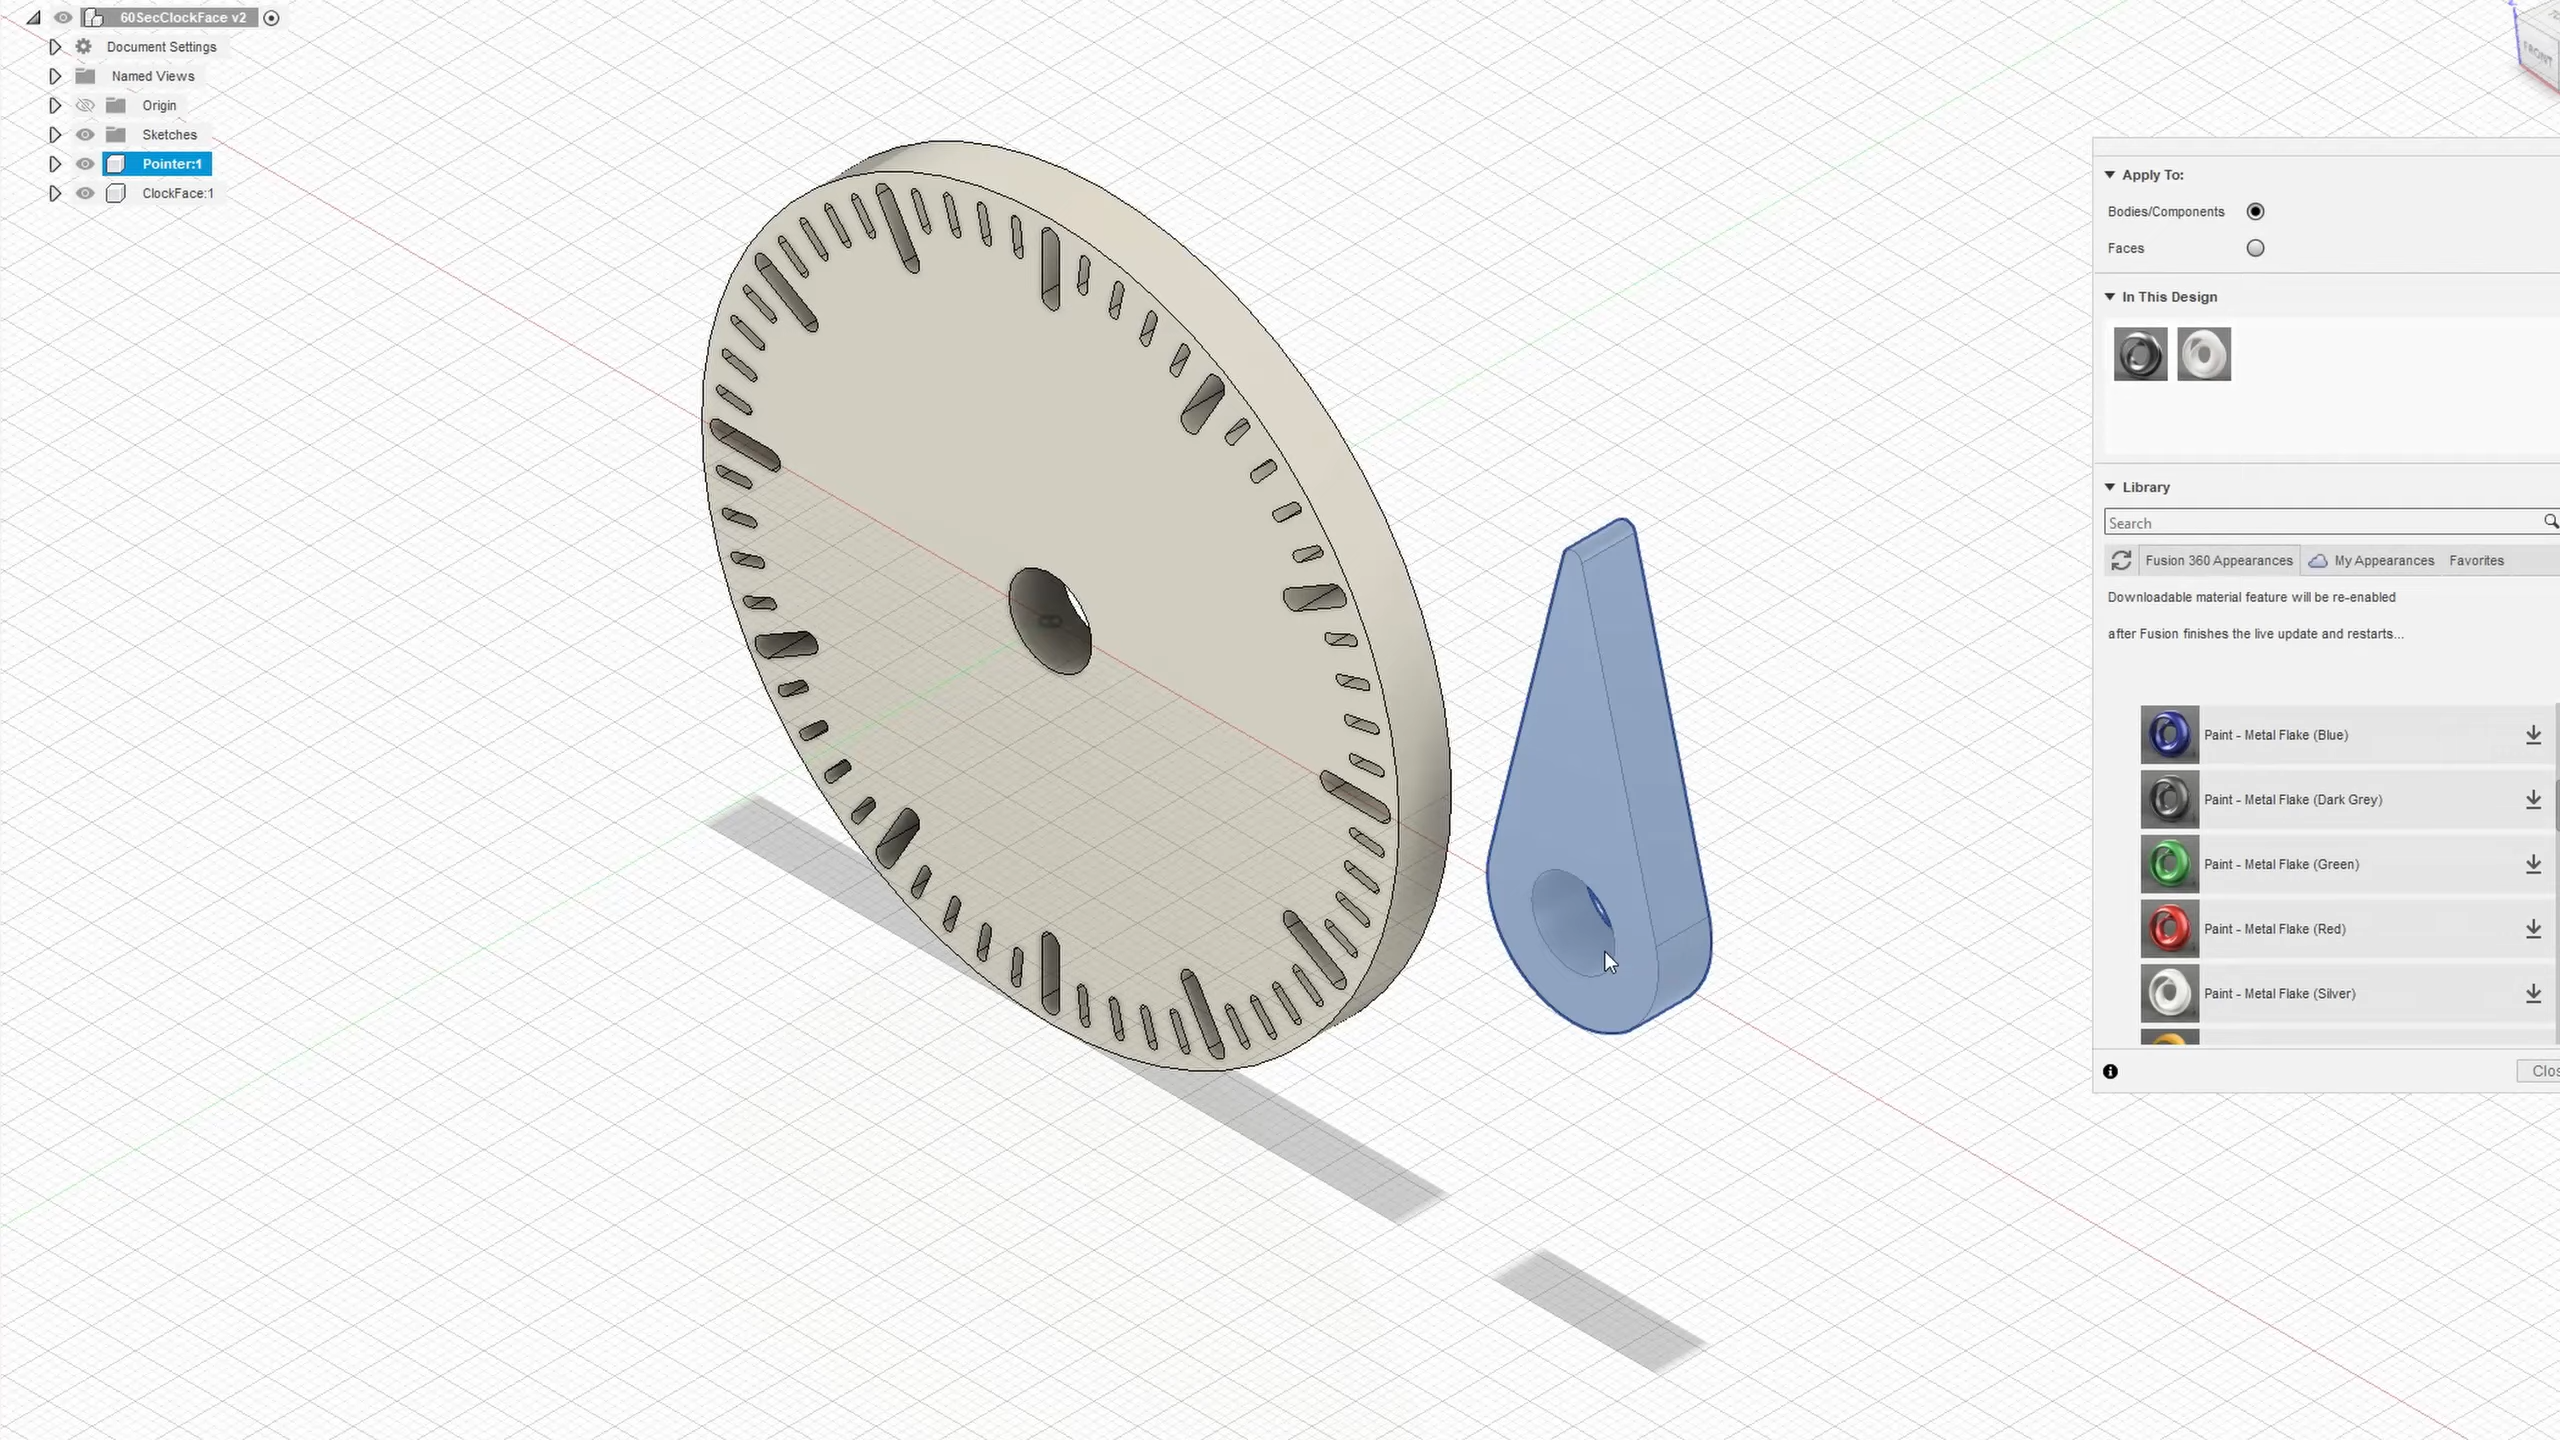 60SecClockFace v2
Document Settings
Named Views
Origin
Sketches
Pointer:1
ClockFace:1
FRONT
Apply To:
Bodies/Components
Faces
In This Design
Library
Search
Fusion 360 Appearances My Appearances Favorites
Downloadable material feature will be re-enabled
after Fusion finishes the live update and restarts...
Paint - Metal Flake (Blue)
Paint - Metal Flake (Dark Grey)
Paint - Metal Flake (Green)
Paint - Metal Flake (Red)
Paint - Metal Flake (Silver)
Clos